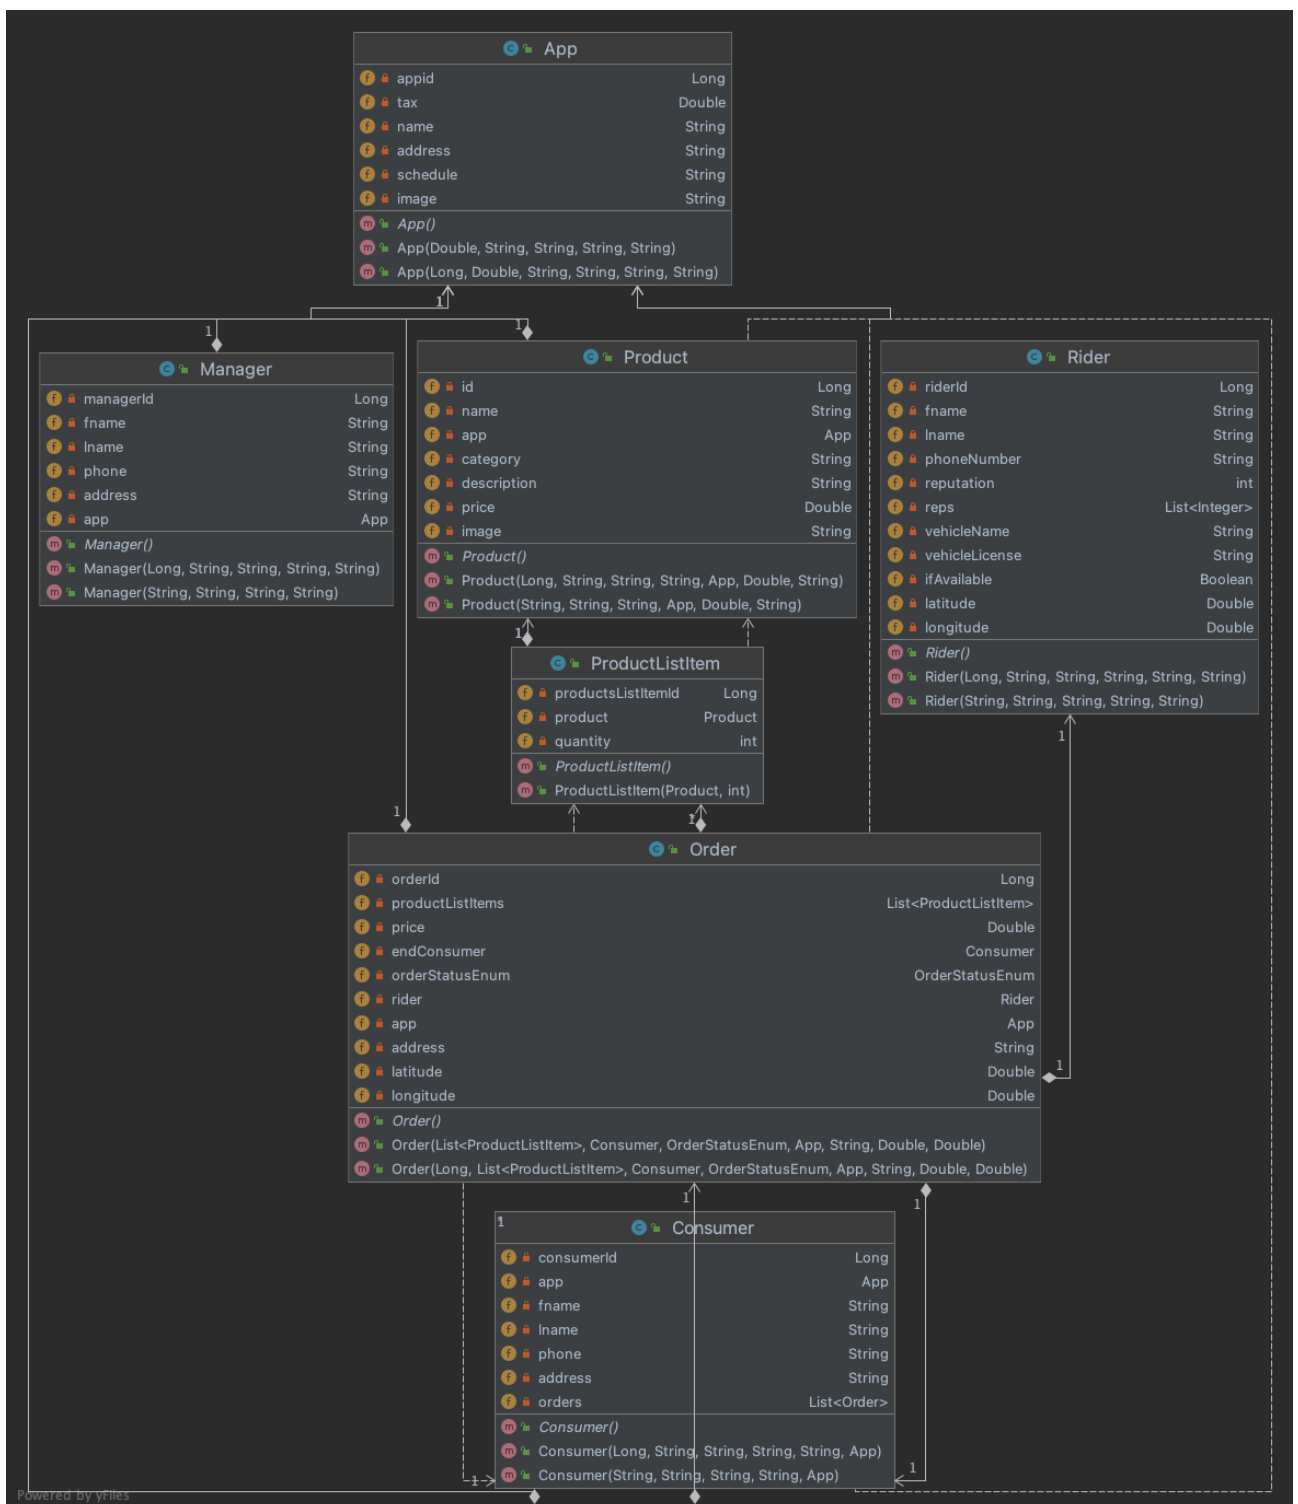 App
appid Long
tax Double
name String
address String
schedule String
image String
App()
App(Double, String, String, String, String)
App(Long, Double, String, String, String, String)
1
1
1
Manager
managerId Long
fname String
lname String
phone String
address String
app App
Manager()
Manager(Long, String, String, String, String)
Manager(String, String, String, String)
Product
id Long
name String
app App
category String
description String
price Double
image String
Product()
Product(Long, String, String, String, App, Double, String)
Product(String, String, String, App, Double, String)
Rider
riderId Long
fname String
lname String
phoneNumber String
reputation int
reps List<Integer>
vehicleName String
vehicleLicense String
ifAvailable Boolean
latitude Double
longitude Double
Rider()
Rider(Long, String, String, String, String, String)
Rider(String, String, String, String, String)
1
1
ProductListItem
productsListItemId Long
product Product
quantity int
ProductListItem()
ProductListItem(Product, int)
1
1
Order
orderId Long
productListItems List<ProductListItem>
price Double
endConsumer Consumer
orderStatusEnum OrderStatusEnum
rider Rider
app App
address String
latitude Double
longitude Double
Order()
Order(List<ProductListItem>, Consumer, OrderStatusEnum, App, String, Double, Double)
Order(Long, List<ProductListItem>, Consumer, OrderStatusEnum, App, String, Double, Double)
1
1
1
1
Consumer
consumerId Long
app App
fname String
lname String
phone String
address String
orders List<Order>
Consumer()
Consumer(Long, String, String, String, String, App)
Consumer(String, String, String, String, App)
1
1
Powered by yFiles